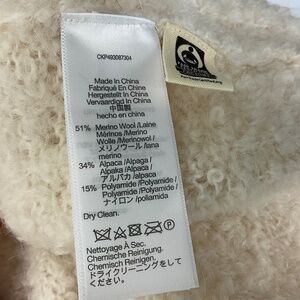 CKP493087304
Made In China
Fabriqué En Chine
Hergestellt In China
Vervaardigd In China
中国製
hecho en china
51% Merino Wool/Laine
Mérinos /Merino
Wolle /Merinowol /
メリノウール /lana
merino
34% Alpaca /Alpaga /
Alpaka /Alpaca /
アルパカ /alpaca
15% Polyamide /Polyamide /
Polyamid /Polyamide /
ナイロン /poliamida
Dry Clean.
Nettoyage À Sec.
Chemische Reinigung.
Chemisch Reinigen.
ドライクリーニングをして
ください